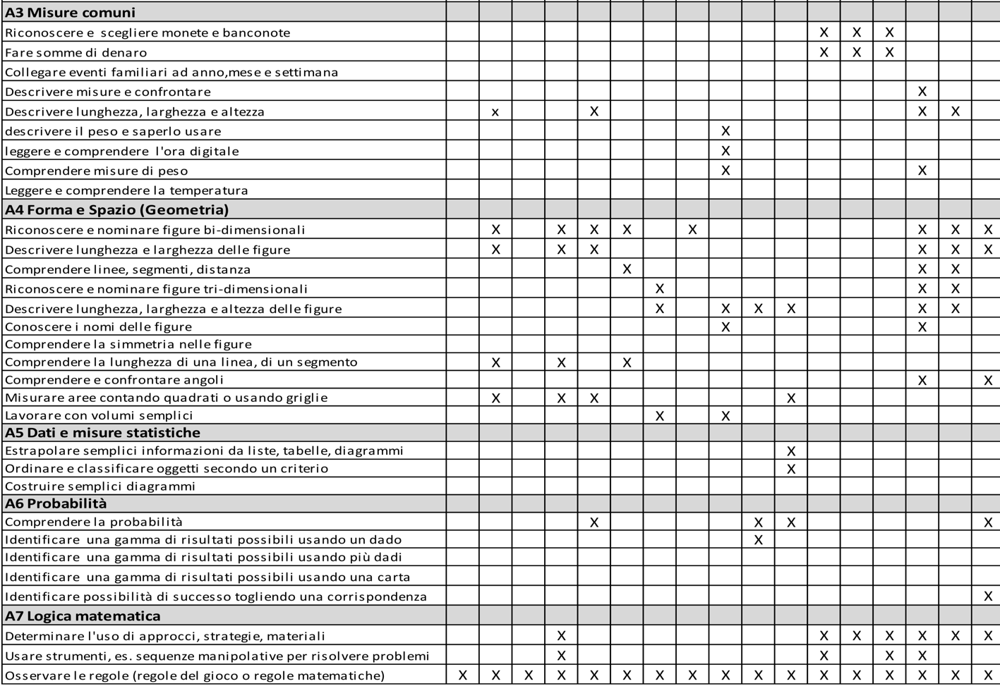 A3 Misure comuni
Riconoscere e scegliere monete e banconote X X X
Fare somme di denaro X X X
Collegare eventi familiari ad anno,mese e settimana
Descrivere misure e confrontare X
Descrivere lunghezza, larghezza e altezza x X X X
descrivere il peso e saperlo usare X
leggere e comprendere l'ora digitale X
Comprendere misure di peso X X
Leggere e comprendere la temperatura
A4 Forma e Spazio (Geometria)
Riconoscere e nominare figure bi-dimensionali X X X X X X X X
Descrivere lunghezza e larghezza delle figure X X X X X X
Comprendere linee, segmenti, distanza X X X
Riconoscere e nominare figure tri-dimensionali X X X
Descrivere lunghezza, larghezza e altezza delle figure X X X X X X
Conoscere i nomi delle figure X X
Comprendere la simmetria nelle figure
Comprendere la lunghezza di una linea, di un segmento X X X
Comprendere e confrontare angoli X X
Misurare aree contando quadrati o usando griglie X X X X
Lavorare con volumi semplici X X
A5 Dati e misure statistiche
Estrapolare semplici informazioni da liste, tabelle, diagrammi X
Ordinare e classificare oggetti secondo un criterio X
Costruire semplici diagrammi
A6 Probabilità
Comprendere la probabilità X X X X
Identificare una gamma di risultati possibili usando un dado X
Identificare una gamma di risultati possibili usando più dadi
Identificare una gamma di risultati possibili usando una carta
Identificare possibilità di successo togliendo una corrispondenza X
A7 Logica matematica
Determinare l'uso di approcci, strategie, materiali X X X X X X X
Usare strumenti, es. sequenze manipolative per risolvere problemi X X X X
Osservare le regole (regole del gioco o regole matematiche) X X X X X X X X X X X X X X X X X